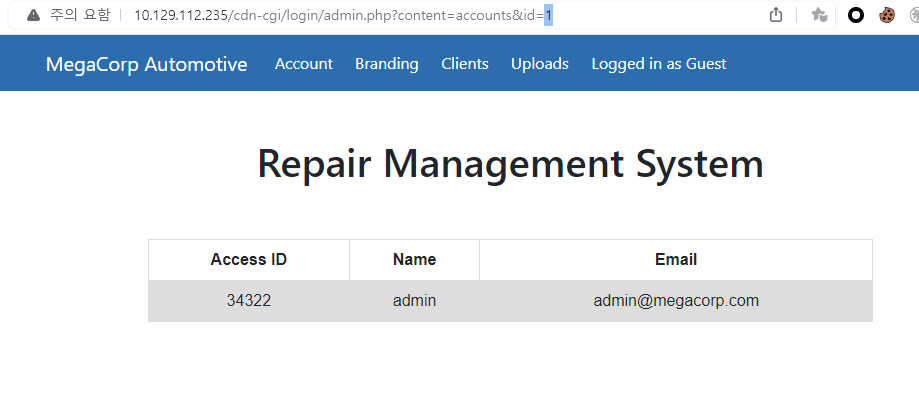 주의 요함 10.129.112.235/cdn-cgi/login/admin.php?content=accounts&id=1
MegaCorp Automotive Account Branding Clients Uploads Logged in as Guest
Repair Management System
Access ID Name Email
34322 admin admin@megacorp.com